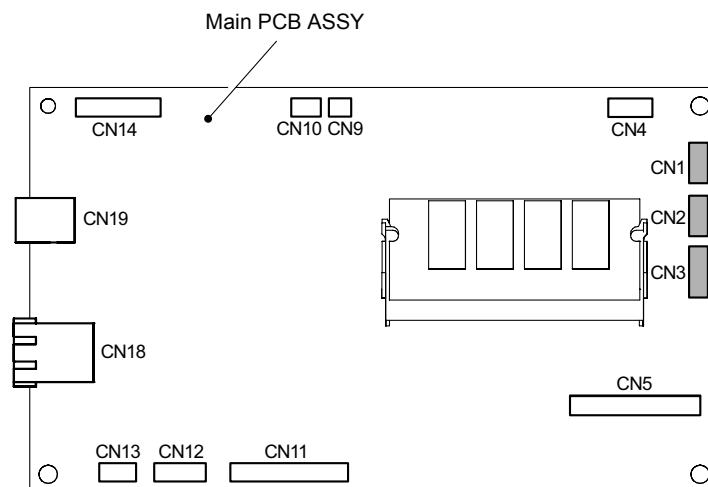 Main PCB ASSY
CN14
CN10
CN9
CN4
CN1
CN19
CN2
CN3
CN18
CN5
CN13
CN12
CN11